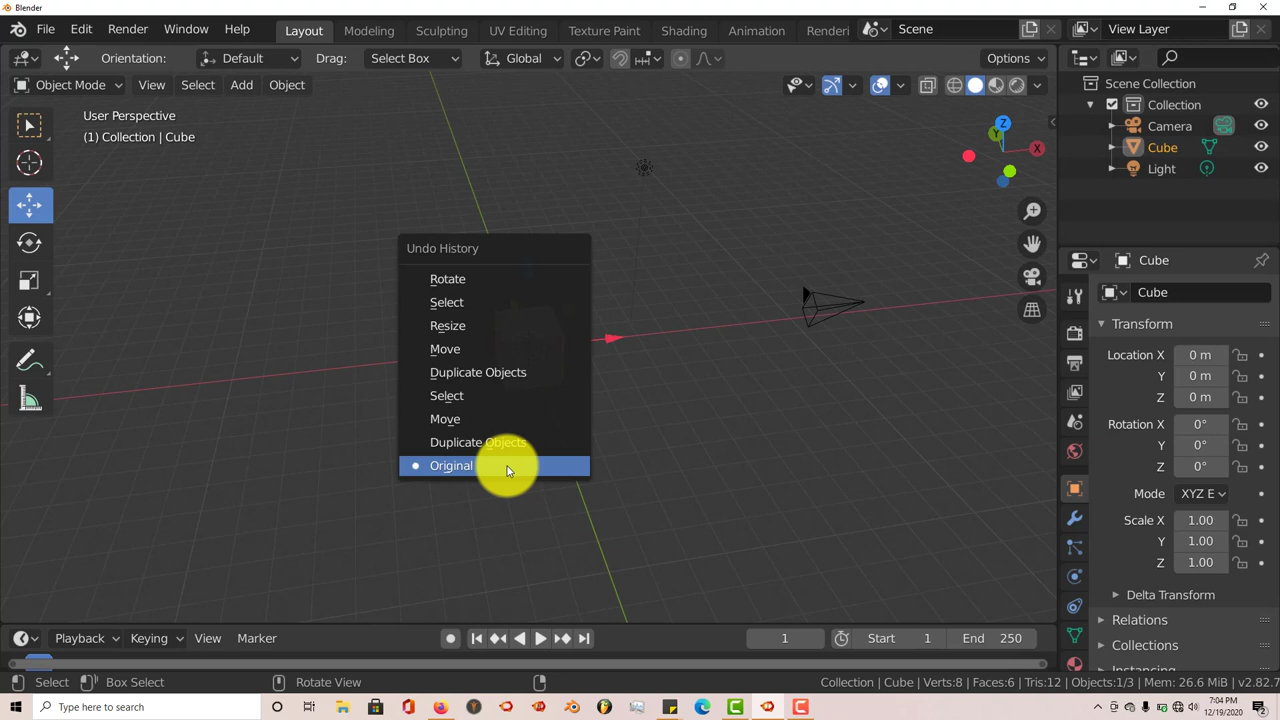 Blender
File Edit Render Window Help Layout Modeling Sculpting UV Editing Texture Paint Shading Animation Renderi Scene View Layer
Orientation: Default Drag: Select Box Global Options
Object Mode View Select Add Object
User Perspective
(1) Collection | Cube
Z
Y
X
Undo History
Rotate
Select
Resize
Move
Duplicate Objects
Select
Move
Duplicate Objects
Original
Scene Collection
Collection
Camera
Cube
Light
Cube
Cube
Transform
Location X 0 m
Y 0 m
Z 0 m
Rotation X 0°
Y 0°
Z 0°
Mode XYZ E
Scale X 1.00
Y 1.00
Z 1.00
Delta Transform
Relations
Collections
Instancing
Playback Keying View Marker 1 Start 1 End 250
Select Box Select Rotate View Collection | Cube | Verts:8 | Faces:6 | Tris:12 | Objects:1/3 | Mem: 26.6 MiB | v2.82.7
Type here to search
7:04 PM
12/19/2020